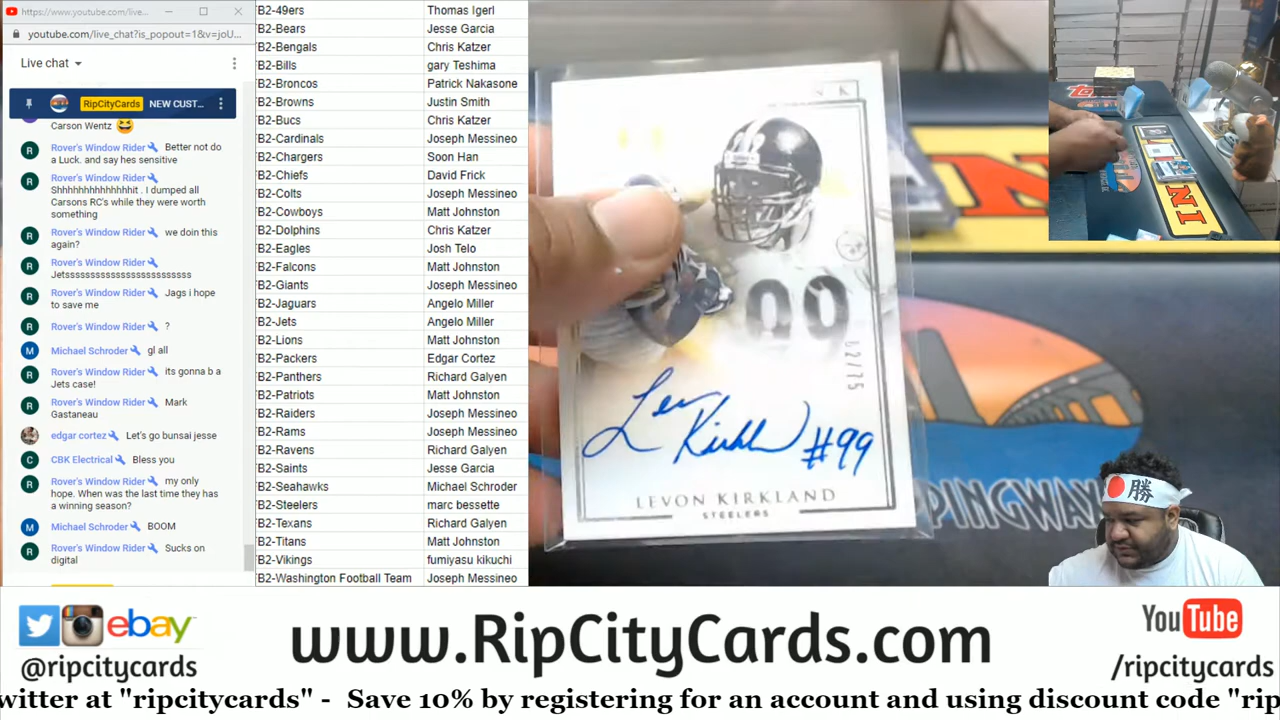 https://www.youtube.com/live...
youtube.com/live_chat?is_popout=1&v=joU...
Live chat
RipCityCards NEW CUST...
Carson Wentz 😆
Rover's Window Rider Better not do
a Luck. and say hes sensitive
Rover's Window Rider
Shhhhhhhhhhhhhit . I dumped all
Carsons RC's while they were worth
something
Rover's Window Rider we doin this
again?
Rover's Window Rider
Jetssssssssssssssssssssssssss
Rover's Window Rider Jags i hope
to save me
Rover's Window Rider ?
Michael Schroder gl all
Rover's Window Rider its gonna b a
Jets case!
Rover's Window Rider Mark
Gastaneau
edgar cortez Let's go bunsai jesse
CBK Electrical Bless you
Rover's Window Rider my only
hope. When was the last time they has
a winning season?
Michael Schroder BOOM
Rover's Window Rider Sucks on
digital
'B2-49ers Thomas Igerl
'B2-Bears Jesse Garcia
'B2-Bengals Chris Katzer
'B2-Bills gary Teshima
'B2-Broncos Patrick Nakasone
'B2-Browns Justin Smith
'B2-Bucs Chris Katzer
'B2-Cardinals Joseph Messineo
'B2-Chargers Soon Han
'B2-Chiefs David Frick
'B2-Colts Joseph Messineo
'B2-Cowboys Matt Johnston
'B2-Dolphins Chris Katzer
'B2-Eagles Josh Telo
'B2-Falcons Matt Johnston
'B2-Giants Joseph Messineo
'B2-Jaguars Angelo Miller
'B2-Jets Angelo Miller
'B2-Lions Matt Johnston
'B2-Packers Edgar Cortez
'B2-Panthers Richard Galyen
'B2-Patriots Matt Johnston
'B2-Raiders Joseph Messineo
'B2-Rams Joseph Messineo
'B2-Ravens Richard Galyen
'B2-Saints Jesse Garcia
'B2-Seahawks Michael Schroder
'B2-Steelers marc bessette
'B2-Texans Richard Galyen
'B2-Titans Matt Johnston
'B2-Vikings fumiyasu kikuchi
'B2-Washington Football Team Joseph Messineo
99
02/75
Lev Kirkland #99
LEVON KIRKLAND
STEELERS
PPINGWAX
NI
勝
ebay
@ripcitycards
www.RipCityCards.com
YouTube
/ripcitycards
witter at "ripcitycards" - Save 10% by registering for an account and using discount code "rip